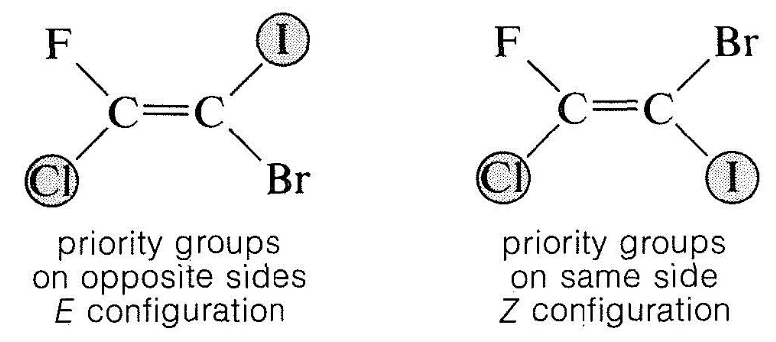 F I F Br
C=C C=C
Cl Br Cl I
priority groups priority groups
on opposite sides on same side
E configuration Z configuration